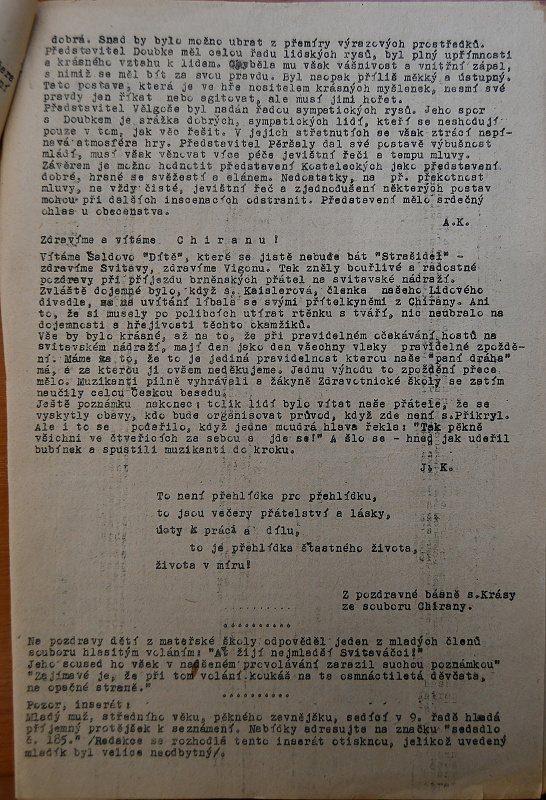 dobrá. Snad by bylo možno ubrat z přemíry výrazových prostředků.
Představitel Doubka měl celou řadu lidských rysů, byl plný upřímnosti
a krásného vztahu k lidem. Chyběla mu však vášnivost a vnitřní zápal,
s nimiž se měl bít za svou pravdu. Byl naopak příliš měkký a ústupný.
Tato postava, která je ve hře nositelem krásných myšlenek, nesmí své
pravdy jen říkat nebo agitovat, ale musí jimi hořet.
Představitel Vělgoše byl nadán řadou sympatických rysů. Jeho spor
s Doubkem je srážka dobrých, sympatických lidí, kteří se neshodují
pouze v tom, jak věc řešit. V jejich střetnutích se však ztrácí napí-
navá atmosféra hry. Představitel Pěršaly dal své postavě výbušnost
mládí, musí však věnovat více péče jevištní řeči a tempu mluvy.
Závěrem je možno hodnotit představení Kosteleckých jako představení
dobré, hrané se svěžestí a elánem. Nedostatky, na př. překotnost
mluvy, ne vždy čisté, jevištní řeč a zjednodušení některých postav
mohou při dalších inscenacích odstranit. Představení mělo srdečný
ohlas u obecenstva.
A.K.
Zdravíme a vítáme C h i r a n u !
Vítáme Šaldovo "Dítě", které se jistě nebude bát "Strašidel" -
zdravíme Svitavy, zdravíme Vigonu. Tak zněly bouřlivé a radostné
pozdravy při příjezdu brněnských přátel na svitavské nádraží.
Zvláště dojemné bylo, když s. Kaislerová, členka našeho Lidového
divadla, se na uvítání líbala se svými přítelkyněmi z Chirany. Ani
to, že si musely po polibcích utírat rtěnku s tváří, nic neubralo na
dojemnosti a hřejivosti těchto okamžiků.
Vše by bylo krásné, až na to, že při pravidelném očekávání hostů na
svitavském nádraží, mají den jako den všechny vlaky pravidelné zpoždě-
ní. Máme za to, že to je jediná pravidelnost kterou naše "paní dráha"
má, a za kterou jí ovšem neděkujeme. Jednu výhodu to zpoždění přece
mělo. Muzikanti pilně vyhrávali a žákyně Zdravotnické školy se zatím
naučily celou Českou besedu.
Ještě poznámku nakonec: tolik lidí bylo vítat naše přátele, že se
vyskytly obavy, kdo bude organisovat průvod, když zde není s.Přikryl.
Ale i to se podařilo, když jedna moudrá hlava řekla: "Tak pěkně
všichni ve čtveřicích za sebou a jde se!" A šlo se - hned jak udeřil
bubínek a spustili muzikanti do kroku.
J. K.
To není přehlídka pro přehlídku,
to jsou večery přátelství a lásky,
úcty k práci a dílu,
to je přehlídka šťastného života,
života v míru!
Z pozdravné básně s.Krásy
ze souboru Chirany.
Na pozdravy dětí z mateřské školy odpověděl jeden z mladých členů
souboru hlasitým voláním: "Ať žijí nejmladší Svitaváčci!"
Jeho soused ho však v nadšeném provolávání zarazil suchou poznámkou"
"Zajímavé je, že při tom volání koukáš na ta osmnáctiletá děvčata,
na opačné straně."
Pozor, inserát:
Mladý muž, středního věku, pěkného zevnějšku, sedící v 9. řadě hledá
příjemný protějšek k seznámení. Nabídky adresujte na značku "sedadlo
č. 185." /Redakce se rozhodla tento inserát otisknou, jelikož uvedený
mladík byl velice neodbytný/.